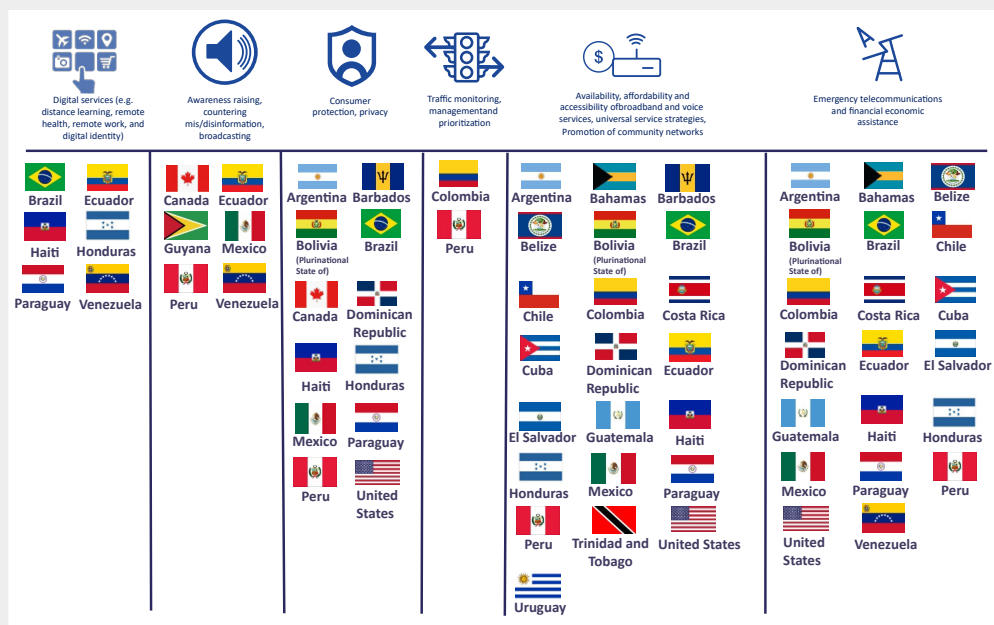 Digital services (e.g.
distance learning, remote
health, remote work, and
digital identity)
Awareness raising,
countering
mis/disinformation,
broadcasting
Consumer
protection, privacy
Traffic monitoring,
managementand
prioritization
$
Availability, affordability and
accessibility ofbroadband and voice
services, universal service strategies,
Promotion of community networks
Emergency telecommunications
and financial economic
assistance
Brazil Ecuador
Haiti Honduras
Paraguay Venezuela
Canada Ecuador
Guyana Mexico
Peru Venezuela
Argentina Barbados
Bolivia Brazil
(Plurinational
State of)
Canada Dominican
Republic
Haiti Honduras
Mexico Paraguay
Peru United
States
Colombia
Peru
Argentina Bahamas Barbados
Belize Bolivia Brazil
(Plurinational
State of)
Chile Colombia Costa Rica
Cuba Dominican Ecuador
Republic
El Salvador Guatemala Haiti
Honduras Mexico Paraguay
Peru Trinidad and United States
Tobago
Uruguay
Argentina Bahamas Belize
Bolivia Brazil Chile
(Plurinational
State of)
Colombia Costa Rica Cuba
Dominican Ecuador El Salvador
Republic
Guatemala Haiti Honduras
Mexico Paraguay Peru
United Venezuela
States